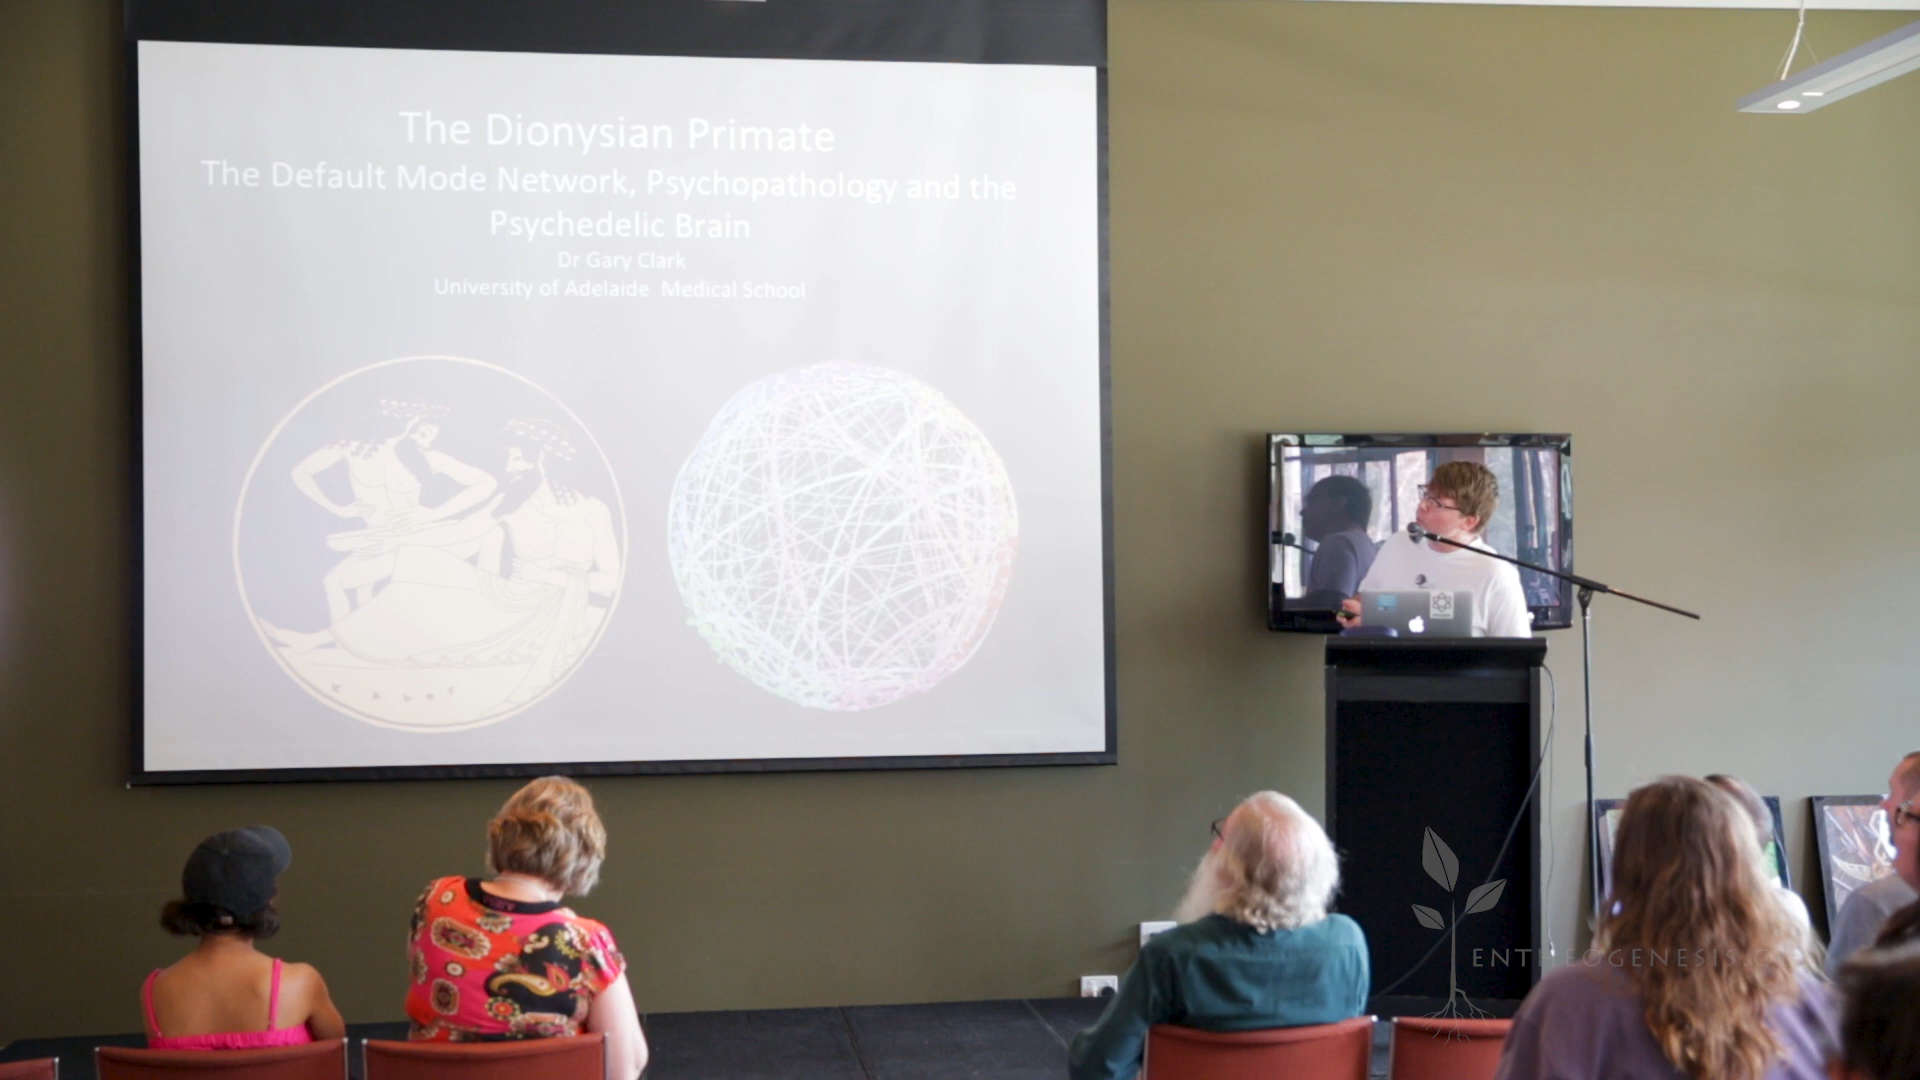 The Dionysian Primate
The Default Mode Network, Psychopathology and the
Psychedelic Brain
Dr Gary Clark
University of Adelaide Medical School
ENTHEOGENESIS